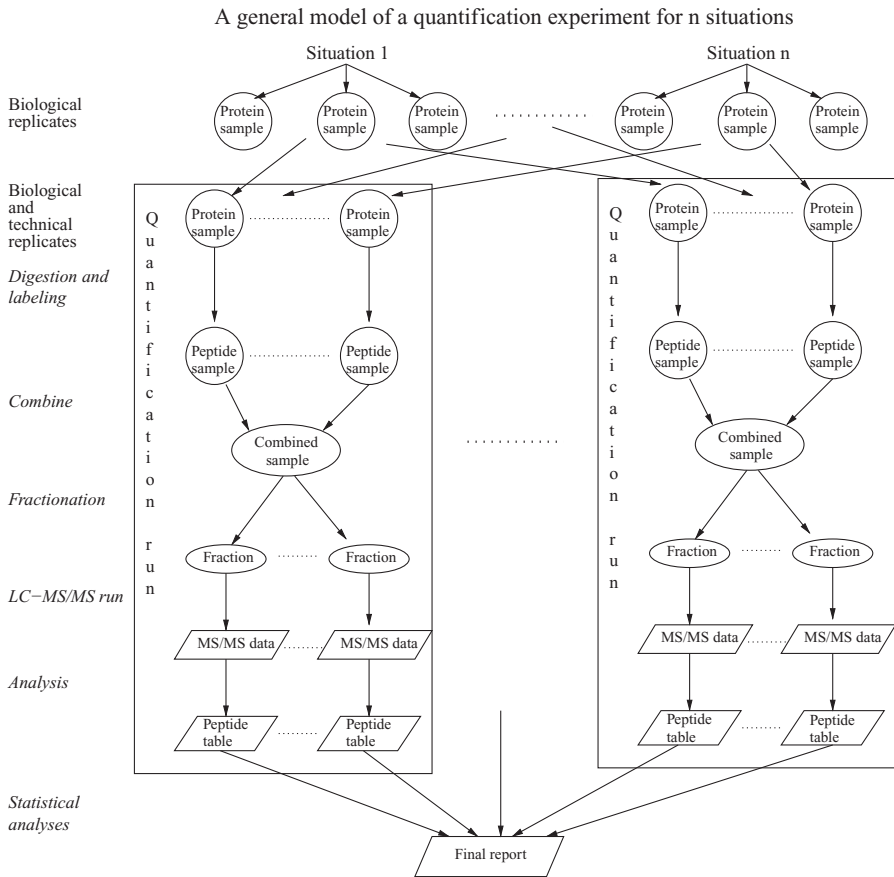 A general model of a quantification experiment for n situations
Situation 1
Situation n
Biological
replicates
Protein
sample
Protein
sample
Protein
sample
Protein
sample
Protein
sample
Protein
sample
Biological
and
technical
replicates
Quantification run
Protein
sample
Protein
sample
Quantification run
Protein
sample
Protein
sample
Digestion and
labeling
Peptide
sample
Peptide
sample
Peptide
sample
Peptide
sample
Combine
Combined
sample
Combined
sample
Fractionation
Fraction
Fraction
Fraction
Fraction
LC−MS/MS run
MS/MS data
MS/MS data
MS/MS data
MS/MS data
Analysis
Peptide
table
Peptide
table
Peptide
table
Peptide
table
Statistical
analyses
Final report